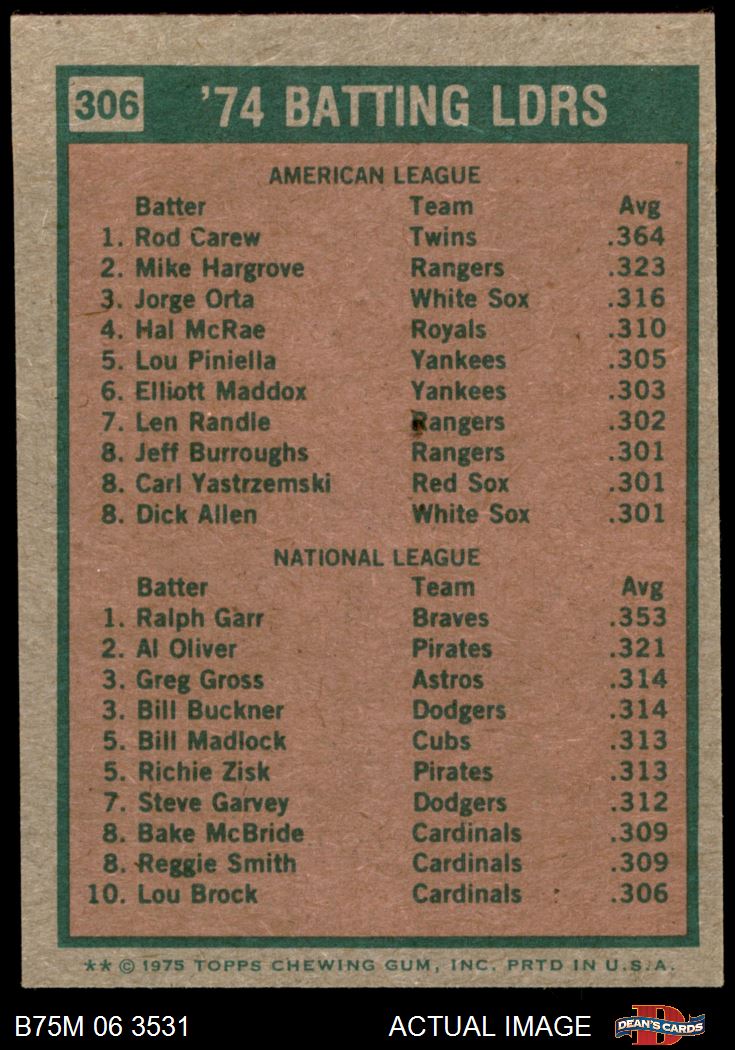 306 '74 BATTING LDRS
AMERICAN LEAGUE
Batter Team Avg
1. Rod Carew Twins .364
2. Mike Hargrove Rangers .323
3. Jorge Orta White Sox .316
4. Hal McRae Royals .310
5. Lou Piniella Yankees .305
6. Elliott Maddox Yankees .303
7. Len Randle Rangers .302
8. Jeff Burroughs Rangers .301
8. Carl Yastrzemski Red Sox .301
8. Dick Allen White Sox .301
NATIONAL LEAGUE
Batter Team Avg
1. Ralph Garr Braves .353
2. Al Oliver Pirates .321
3. Greg Gross Astros .314
3. Bill Buckner Dodgers .314
5. Bill Madlock Cubs .313
5. Richie Zisk Pirates .313
7. Steve Garvey Dodgers .312
8. Bake McBride Cardinals .309
8. Reggie Smith Cardinals .309
10. Lou Brock Cardinals .306
** © 1975 TOPPS CHEWING GUM, INC. PRTD IN U.S.A.
B75M 06 3531 ACTUAL IMAGE D DEAN'S CARDS